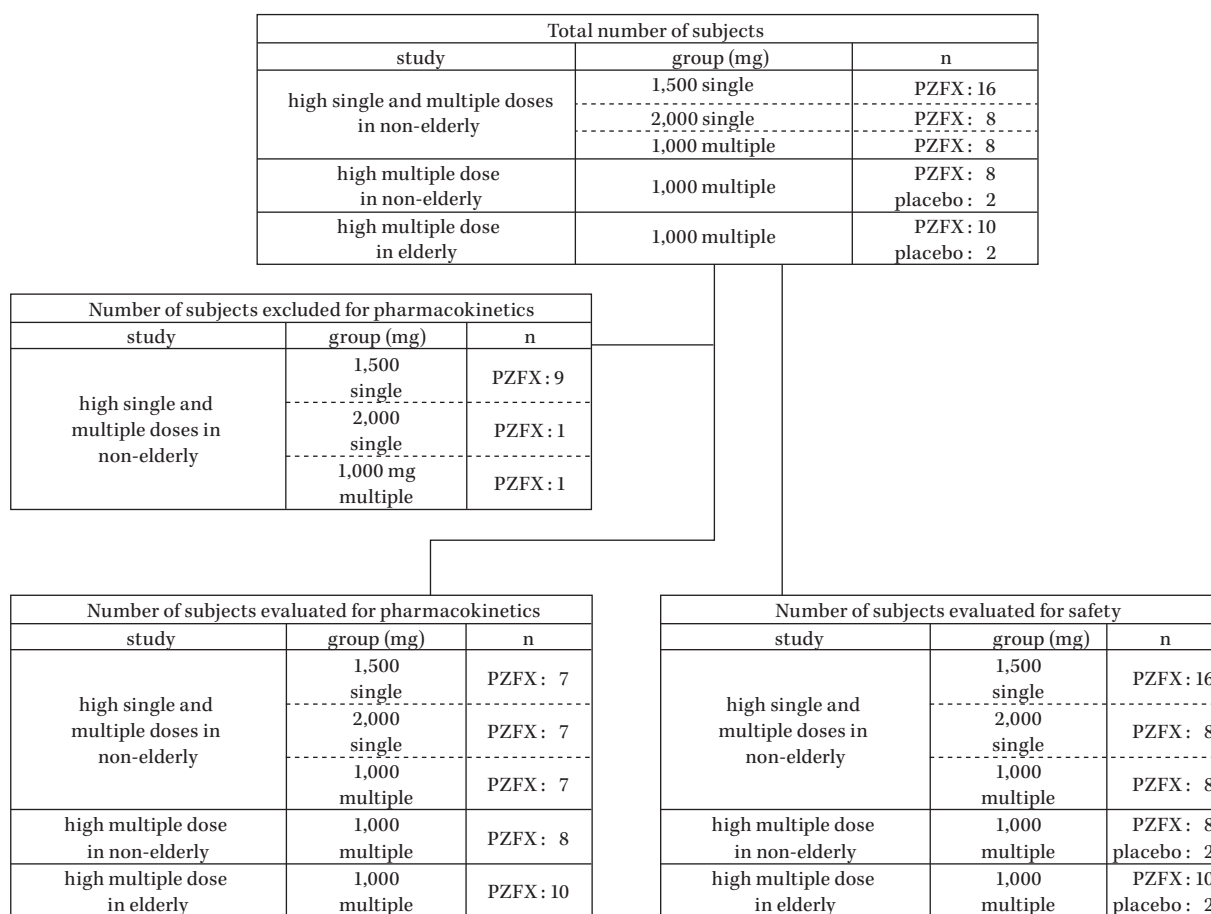 Total number of subjects
study group (mg) n
high single and multiple doses
in non-elderly
1,500 single PZFX : 16
2,000 single PZFX : 8
1,000 multiple PZFX : 8
high multiple dose
in non-elderly
1,000 multiple
PZFX : 8
placebo : 2
high multiple dose
in elderly
1,000 multiple
PZFX : 10
placebo : 2
Number of subjects excluded for pharmacokinetics
study group (mg) n
high single and
multiple doses in
non-elderly
1,500
single
PZFX : 9
2,000
single
PZFX : 1
1,000 mg
multiple
PZFX : 1
Number of subjects evaluated for pharmacokinetics
study group (mg) n
high single and
multiple doses in
non-elderly
1,500
single
PZFX : 7
2,000
single
PZFX : 7
1,000
multiple
PZFX : 7
high multiple dose
in non-elderly
1,000
multiple
PZFX : 8
high multiple dose
in elderly
1,000
multiple
PZFX : 10
Number of subjects evaluated for safety
study group (mg) n
high single and
multiple doses in
non-elderly
1,500
single
PZFX : 16
2,000
single
PZFX : 8
1,000
multiple
PZFX : 8
high multiple dose
in non-elderly
1,000
multiple
PZFX : 8
placebo : 2
high multiple dose
in elderly
1,000
multiple
PZFX : 10
placebo : 2